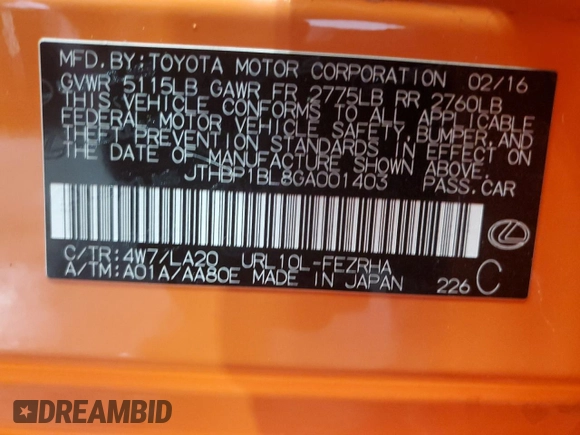 MFD. BY: TOYOTA MOTOR CORPORATION 02/16
GVWR 5115LB GAWR FR 2775LB RR 2760LB
THIS VEHICLE CONFORMS TO ALL APPLICABLE
FEDERAL MOTOR VEHICLE SAFETY, BUMPER, AND
THEFT PREVENTION STANDARDS IN EFFECT ON
THE DATE OF MANUFACTURE SHOWN ABOVE.
JTHBP1BL8GA001403 PASS.CAR
C/TR: 4W7/LA20 URL10L-FEZRHA
A/TM: A01A/AA80E MADE IN JAPAN 226 C
DREAMBID